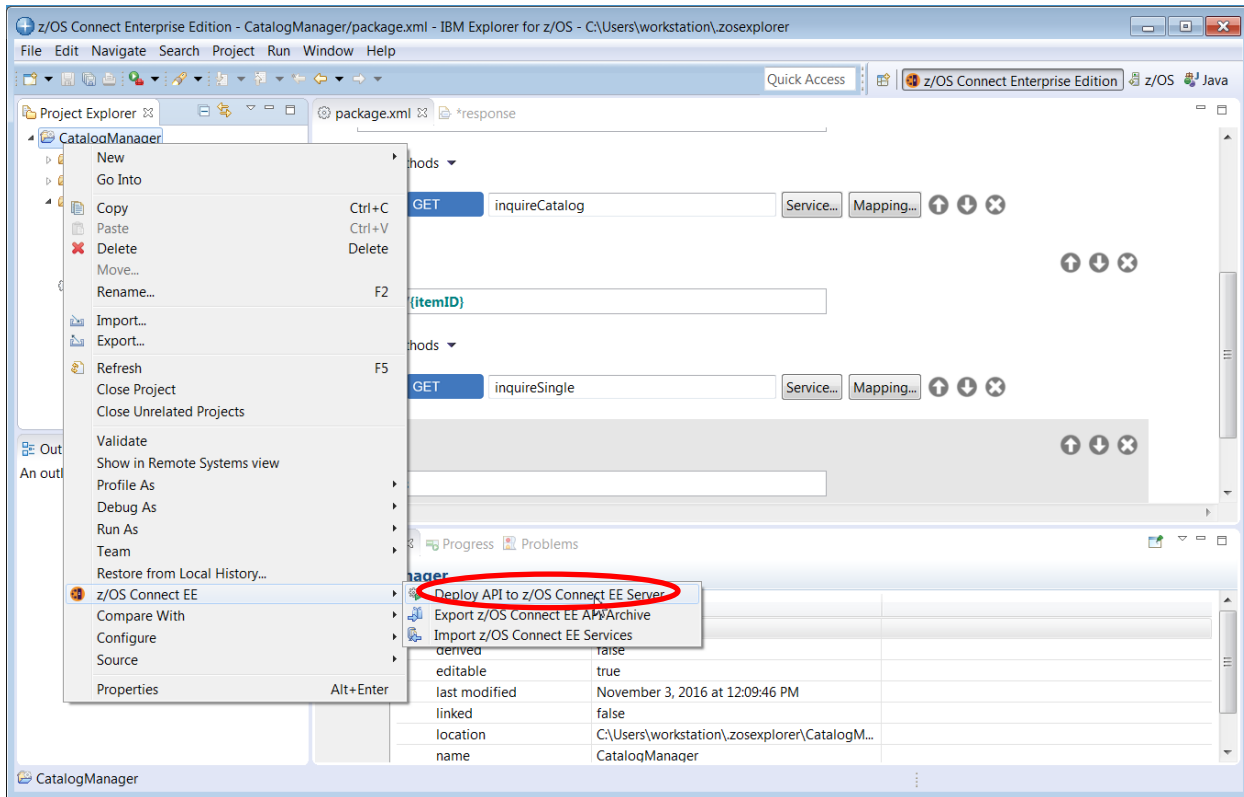 z/OS Connect Enterprise Edition - CatalogManager/package.xml - IBM Explorer for z/OS - C:\Users\workstation\.zosexplorer
File Edit Navigate Search Project Run Window Help
Quick Access z/OS Connect Enterprise Edition z/OS Java
Project Explorer package.xml *response
CatalogManager
New
Go Into
Copy Ctrl+C
Paste Ctrl+V
Delete Delete
Move...
Rename... F2
Import...
Export...
Refresh F5
Close Project
Close Unrelated Projects
Validate
Show in Remote Systems view
Profile As
Debug As
Run As
Team
Restore from Local History...
z/OS Connect EE
Compare With
Configure
Source
Properties Alt+Enter
Deploy API to z/OS Connect EE Server
Export z/OS Connect EE API Archive
Import z/OS Connect EE Services
thods
GET inquireCatalog Service... Mapping...
{itemID}
thods
GET inquireSingle Service... Mapping...
Out
An outl
Progress Problems
nager
derived false
editable true
last modified November 3, 2016 at 12:09:46 PM
linked false
location C:\Users\workstation\.zosexplorer\CatalogM...
name CatalogManager
CatalogManager